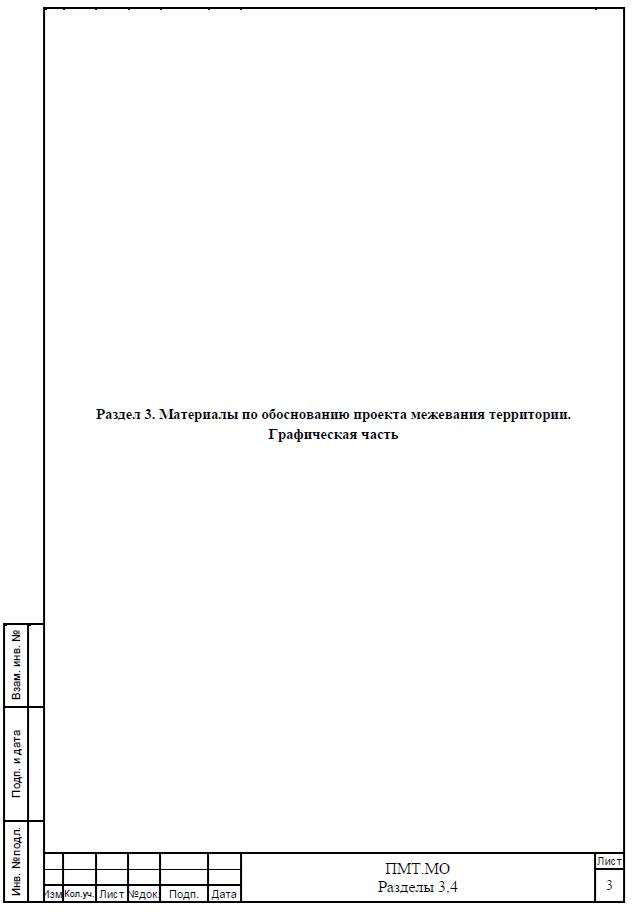 Раздел 3. Материалы по обоснованию проекта межевания территории.
Графическая часть
Взам. инв. №
Подп. и дата
Инв. №подл.
Изм Кол.уч. Лист №док. Подп. Дата
ПМТ.МО
Разделы 3,4
Лист
3